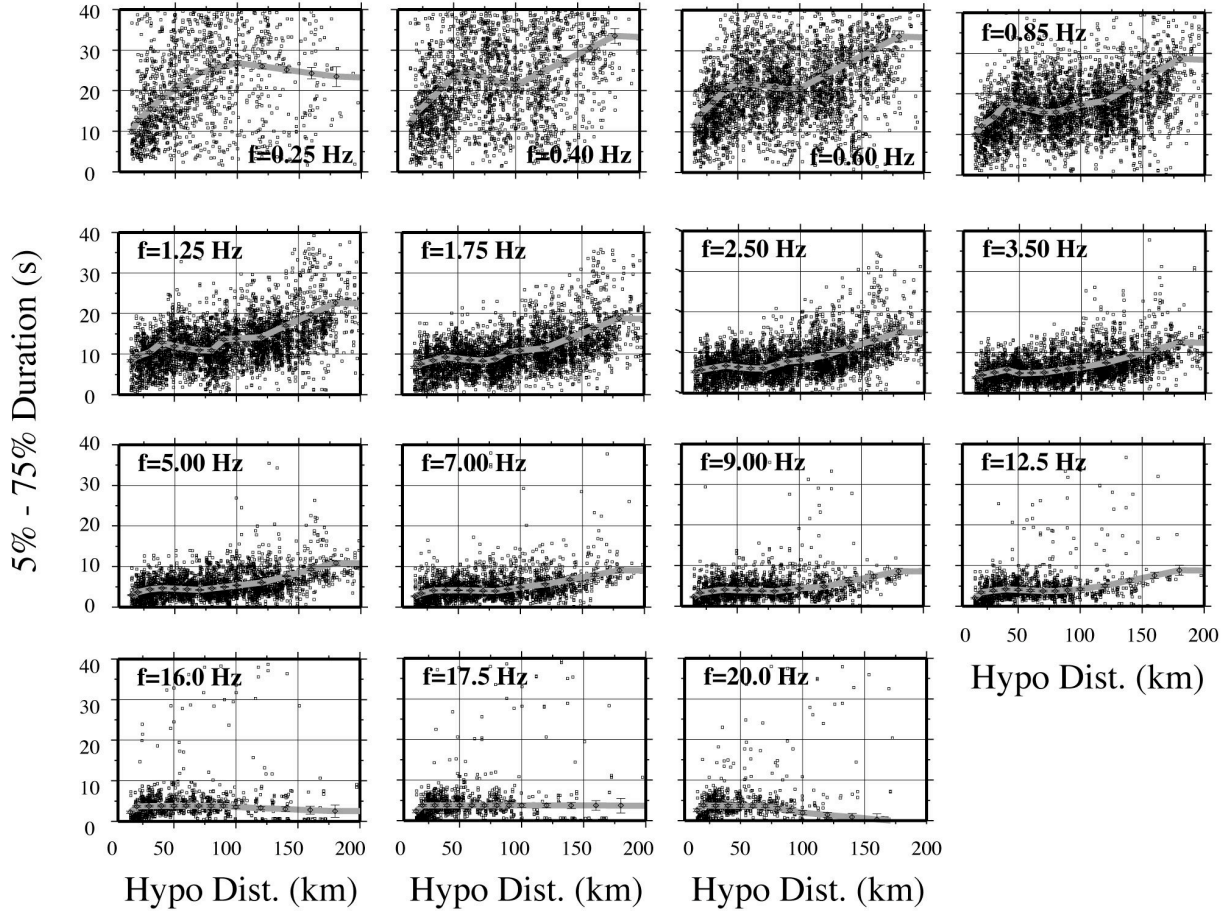 40
30
20
10
0
f=0.25 Hz
f=0.40 Hz
f=0.60 Hz
f=0.85 Hz
5% - 75% Duration (s)
40
30
20
10
0
f=1.25 Hz
f=1.75 Hz
f=2.50 Hz
f=3.50 Hz
40
30
20
10
0
f=5.00 Hz
f=7.00 Hz
f=9.00 Hz
f=12.5 Hz
0 50 100 150 200
Hypo Dist. (km)
40
30
20
10
0
f=16.0 Hz
f=17.5 Hz
f=20.0 Hz
0 50 100 150 200
0 50 100 150 200
0 50 100 150 200
Hypo Dist. (km)
Hypo Dist. (km)
Hypo Dist. (km)